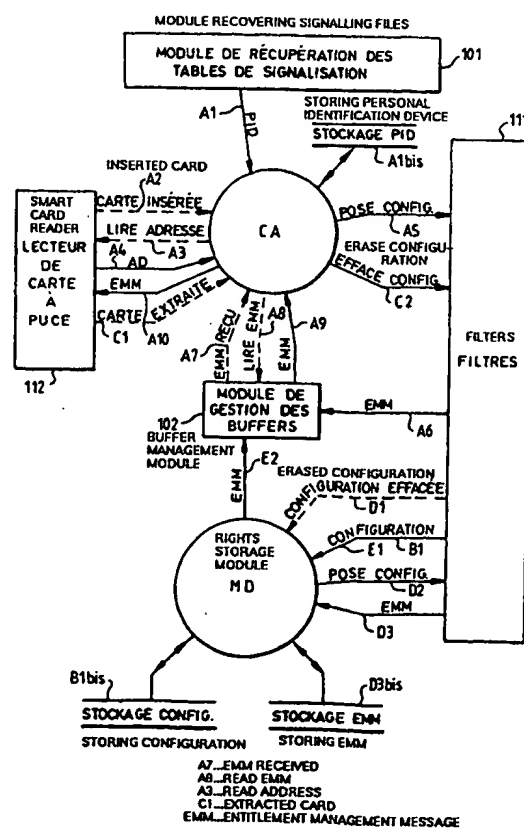 MODULE RECOVERING SIGNALLING FILES
MODULE DE RÉCUPÉRATION DES
TABLES DE SIGNALISATION
101
A1
PID
STORING PERSONAL
IDENTIFICATION DEVICE
STOCKAGE PID
A1bis
111
INSERTED CARD
A2
CARTE INSÉRÉE
LIRE ADRESSE
A3
A4
AD
EMM
CARTE EXTRAITE
C1
A10
SMART
CARD
READER
LECTEUR
DE
CARTE
À
PUCE
112
CA
POSE CONFIG.
A5
ERASE CONFIGU
RATION
EFFACE CONFIG.
C2
FILTERS
FILTRES
A7
EMM REÇU
LIRE EMM
A8
EMM
A9
MODULE DE
GESTION DES
BUFFERS
102
BUFFER MANAGEMENT
MODULE
EMM
A6
EMM
E2
ERASED CONFIGURATION
CONFIGURATION EFFACÉE
D1
CONFIGURATION
E1
B1
RIGHTS
STORAGE
MODULE
MD
POSE CONFIG.
D2
EMM
D3
B1bis
STOCKAGE CONFIG.
STORING CONFIGURATION
D3bis
STOCKAGE EMM
STORING EMM
A7...EMM RECEIVED
A8...READ EMM
A3...READ ADDRESS
C1...EXTRACTED CARD
EMM...ENTITLEMENT MANAGEMENT MESSAGE